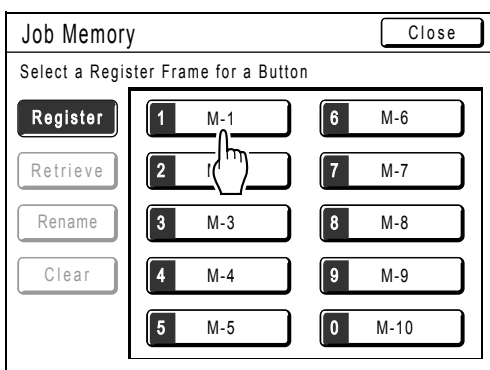 Job Memory
Close
Select a Register Frame for a Button
Register
1 M-1
6 M-6
Retrieve
2
7 M-7
Rename
3 M-3
8 M-8
Clear
4 M-4
9 M-9
5 M-5
0 M-10